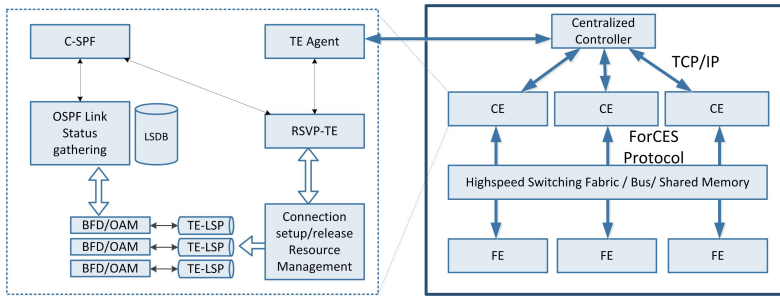 C-SPF
TE Agent
OSPF Link
Status
gathering
LSDB
RSVP-TE
BFD/OAM
TE-LSP
BFD/OAM
TE-LSP
BFD/OAM
TE-LSP
Connection
setup/release
Resource
Management
Centralized
Controller
TCP/IP
CE
CE
CE
ForCES
Protocol
Highspeed Switching Fabric / Bus/ Shared Memory
FE
FE
FE